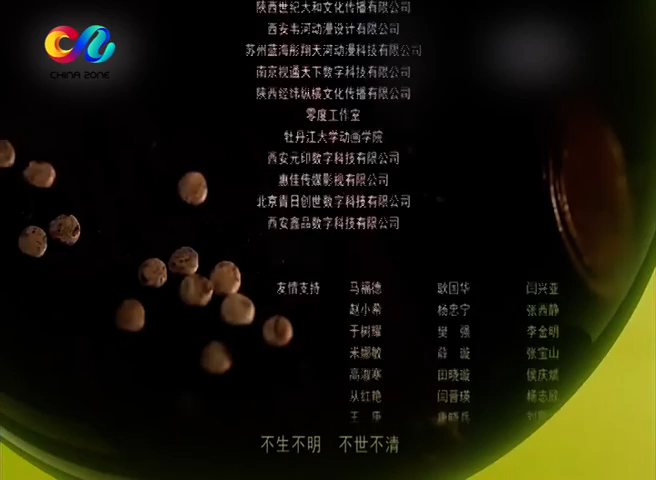 CHINA ZONE
陕西世纪大和文化传播有限公司
西安韦河动漫设计有限公司
苏州蓝海彤翔天河动漫科技有限公司
南京视通天下数字科技有限公司
陕西经纬纵横文化传播有限公司
零度工作室
牡丹江大学动画学院
西安元印数字科技有限公司
惠佳传媒影视有限公司
北京青日创世数字科技有限公司
西安鑫品数字科技有限公司
友情支持 马福德 耿国华 闫兴亚
赵小希 杨忠宁 张西静
于树 樊强 李金明
米娜敏 薛璇 张宝山
高淑寒 田晓璇 侯庆斌
从红艳 闫晋瑛 杨志
王
不生不明 不世不清